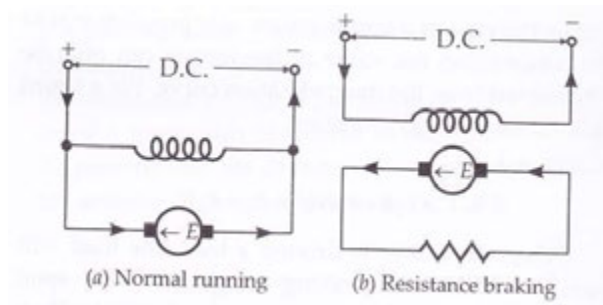 + −
D.C.
← E
(a) Normal running
+ −
D.C.
← E
(b) Resistance braking